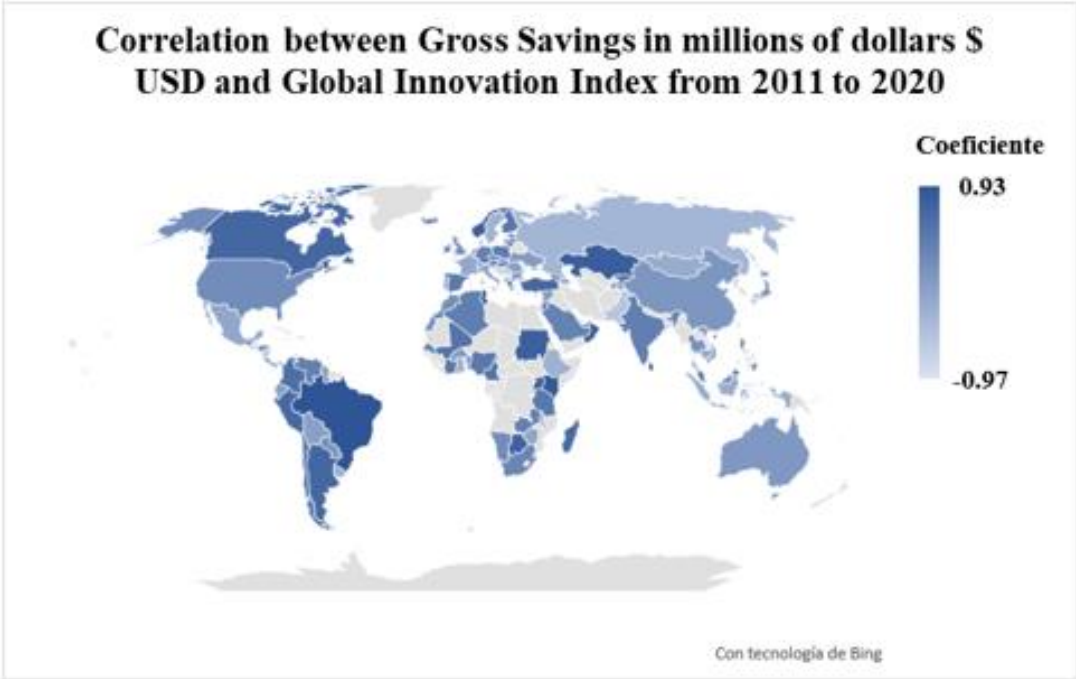 Correlation between Gross Savings in millions of dollars $
USD and Global Innovation Index from 2011 to 2020
Coeficiente
0.93
-0.97
Con tecnología de Bing